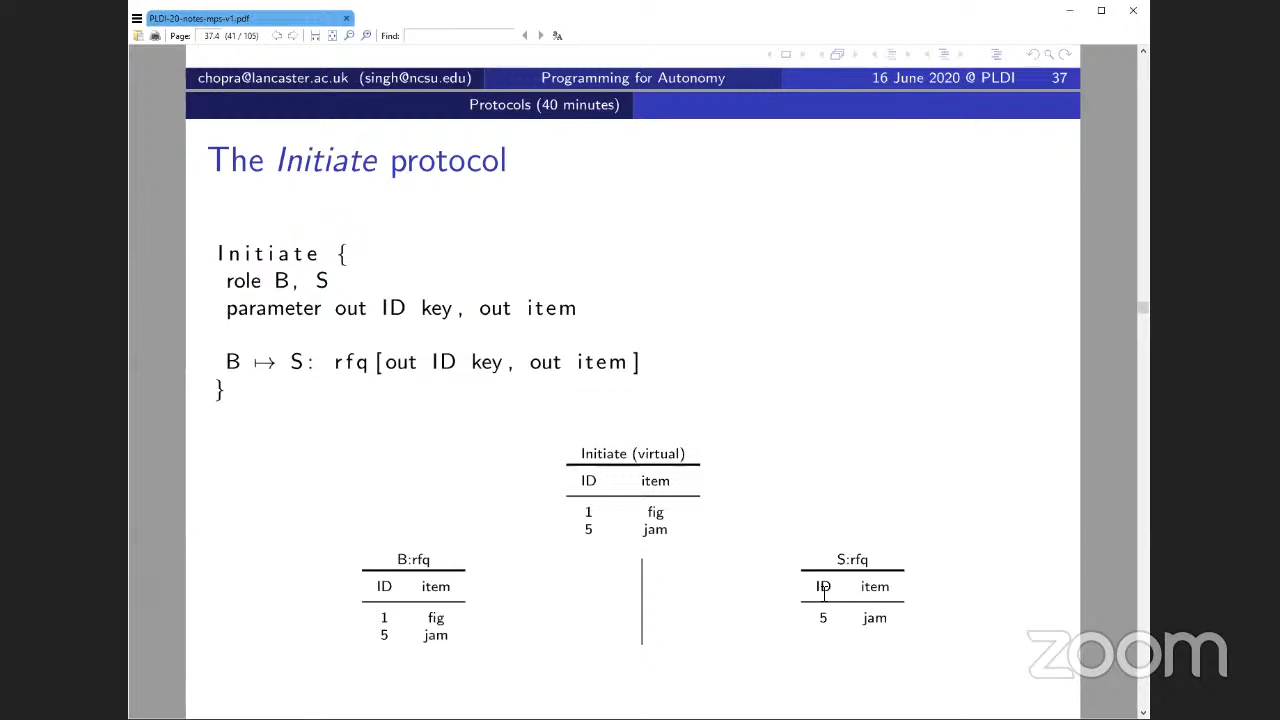 PLDI-20-notes-mps-v1.pdf
Page: 37.4 (41 / 105) Find:
chopra@lancaster.ac.uk (singh@ncsu.edu) Programming for Autonomy 16 June 2020 @ PLDI 37
Protocols (40 minutes)
The Initiate protocol
Initiate {
role B, S
parameter out ID key, out item
B ↦ S: rfq[out ID key, out item]
}
Initiate (virtual)
ID item
1 fig
5 jam
B:rfq
ID item
1 fig
5 jam
S:rfq
ID item
5 jam
zoom